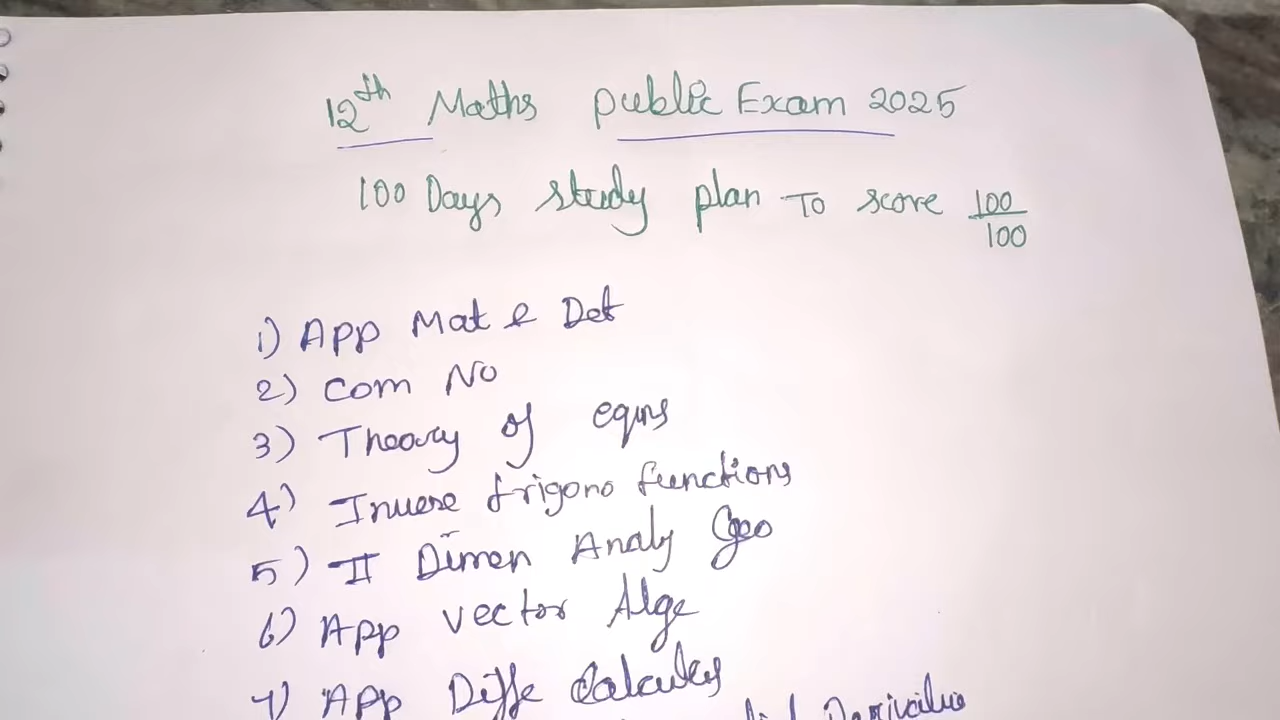 12th Maths public Exam 2025
100 Days study plan To score 100/100
1) App Mat & Det
2) Com No
3) Theory of eqns
4) Inverse trigono functions
5) II Dimen Analy Geo
6) App vector Alge
7) App Diffe Calculus
Derivative